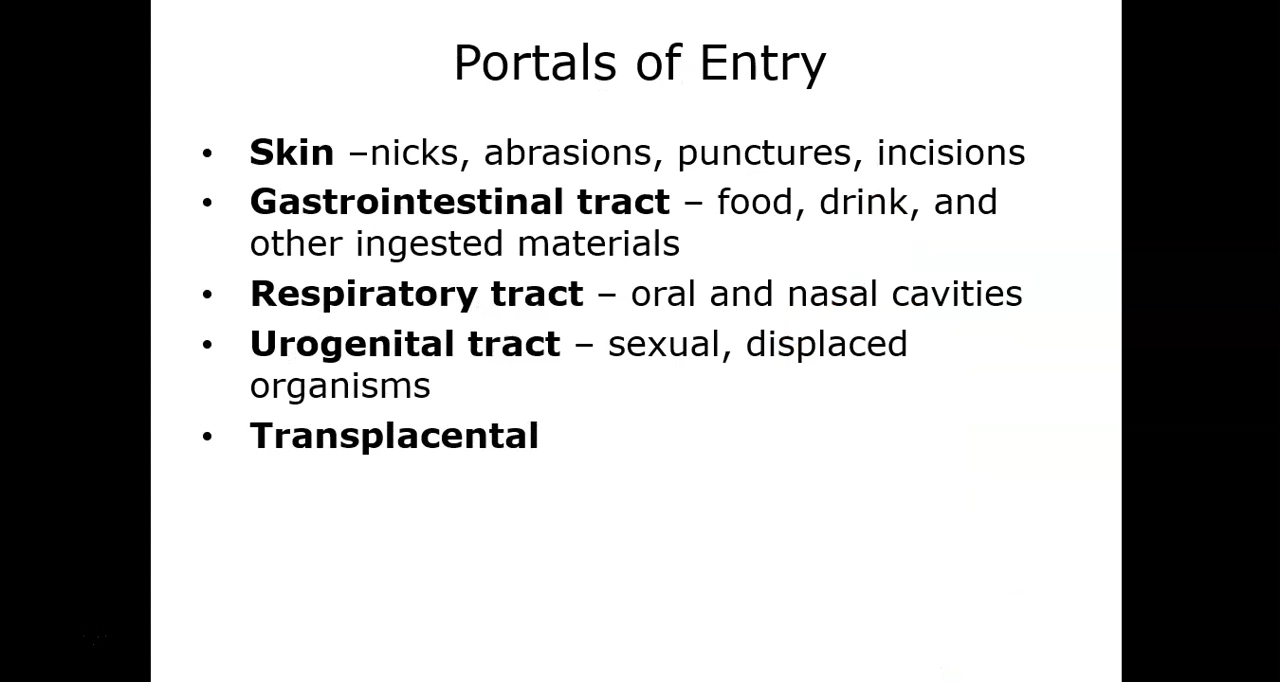 Portals of Entry
• Skin –nicks, abrasions, punctures, incisions
• Gastrointestinal tract – food, drink, and
other ingested materials
• Respiratory tract – oral and nasal cavities
• Urogenital tract – sexual, displaced
organisms
• Transplacental